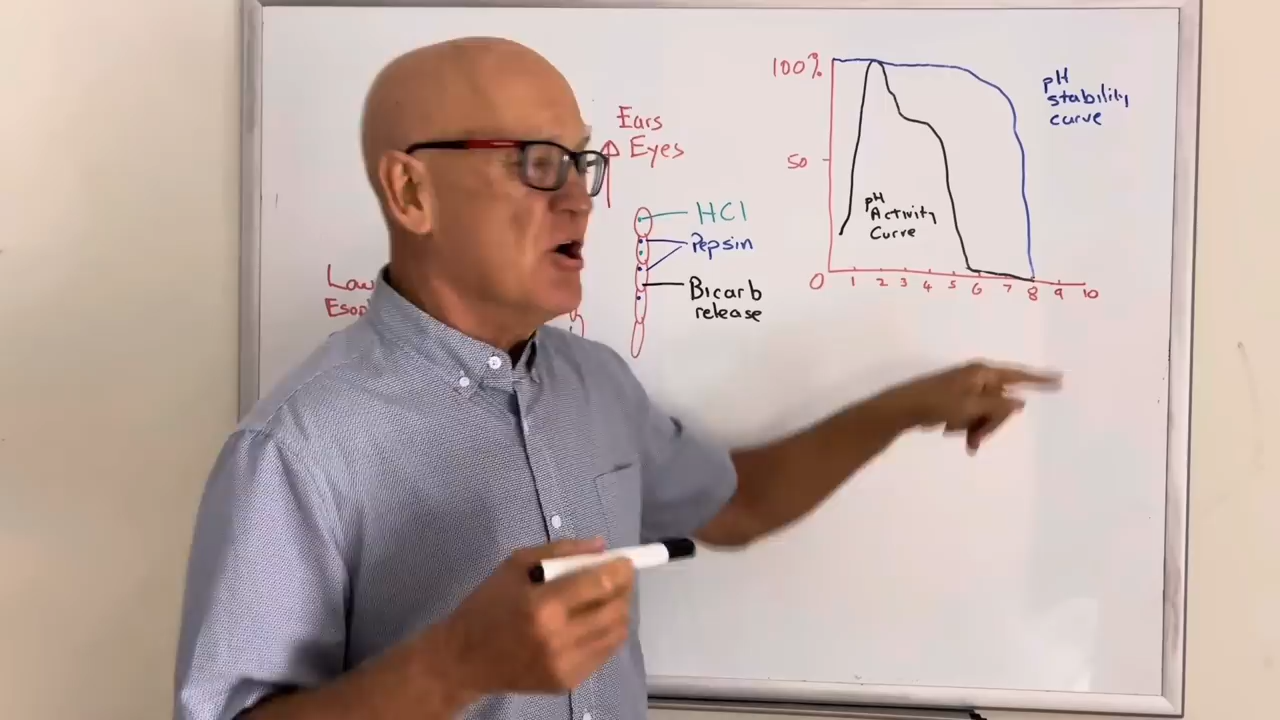 Ears
Eyes
HCl
Pepsin
Bicarb
release
100%
50
0
1 2 3 4 5 6 7 8 9 10
pH
Activity
Curve
pH
stability
curve